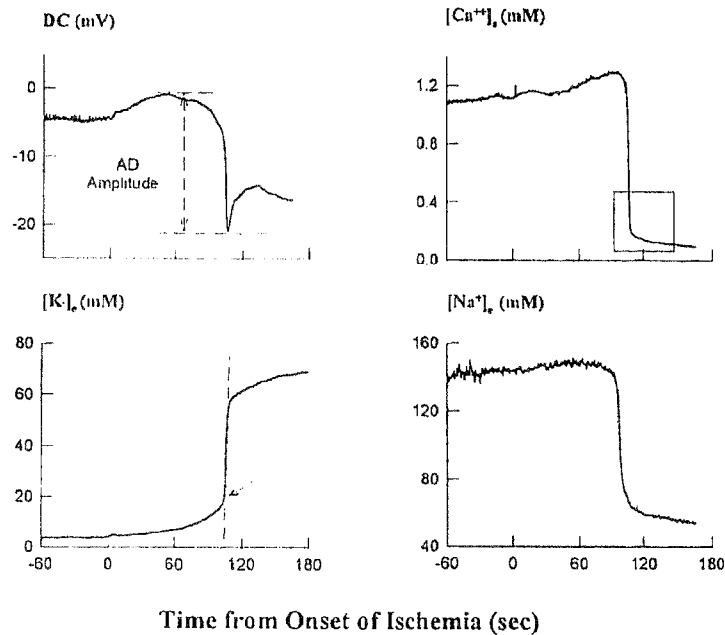 DC (mV)
0
-10
-20
AD
Amplitude
[Ca++]e (mM)
1.2
0.8
0.4
0.0
[K·]e (mM)
80
60
40
20
0
-60 0 60 120 180
[Na+]e (mM)
160
120
80
40
-60 0 60 120 180
Time from Onset of Ischemia (sec)